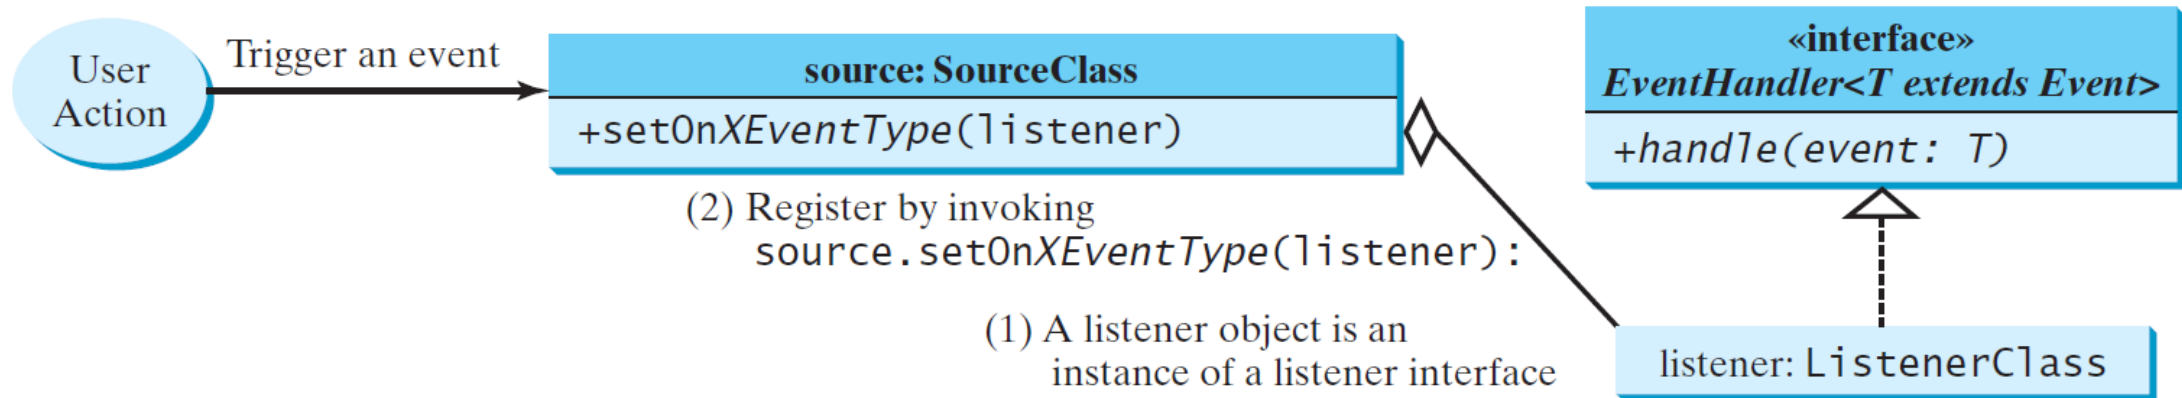 User
Action
Trigger an event
source: SourceClass
+setOnXEventType(listener)
(2) Register by invoking
source.setOnXEventType(listener):
(1) A listener object is an
instance of a listener interface
«interface»
EventHandler<T extends Event>
+handle(event: T)
listener: ListenerClass